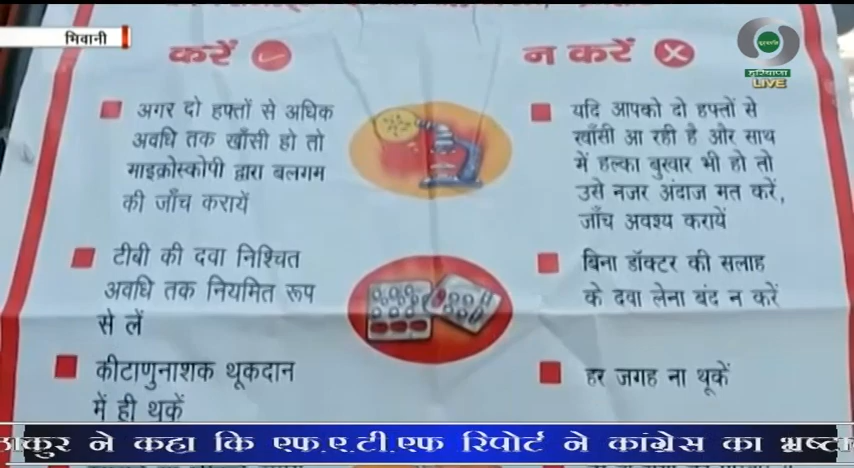 भिवानी
हरियाणा
LIVE
करें
न करें
अगर दो हफ्तों से अधिक
अवधि तक खाँसी हो तो
माइक्रोस्कोपी द्वारा बलगम
की जाँच करायें
टीबी की दवा निश्चित
अवधि तक नियमित रूप
से लें
कीटाणुनाशक थूकदान
में ही थूकें
यदि आपको दो हफ्तों से
खाँसी आ रही है और साथ
में हल्का बुखार भी हो तो
उसे नजर अंदाज मत करें,
जाँच अवश्य करायें
बिना डॉक्टर की सलाह
के दवा लेना बंद न करें
हर जगह ना थूकें
ने कहा कि एफ.ए.टी.एफ रिपोर्ट ने कांग्रेस का